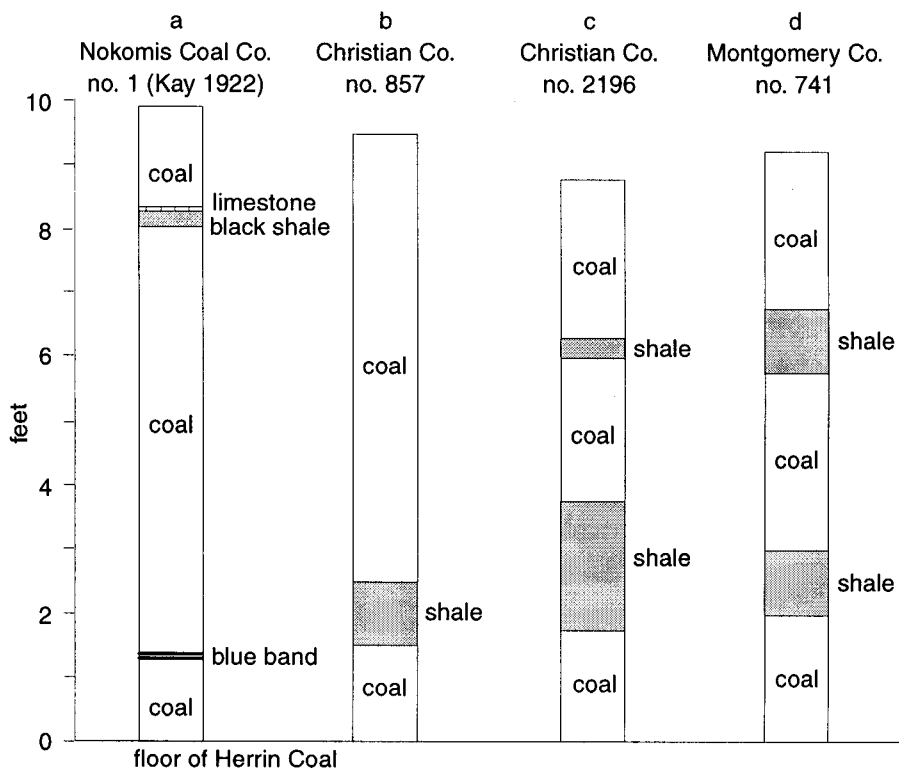 a
Nokomis Coal Co.
no. 1 (Kay 1922)
b
Christian Co.
no. 857
c
Christian Co.
no. 2196
d
Montgomery Co.
no. 741
feet
10
8
6
4
2
0
coal
limestone
black shale
coal
blue band
coal
coal
shale
coal
coal
shale
coal
shale
coal
coal
shale
coal
shale
coal
floor of Herrin Coal